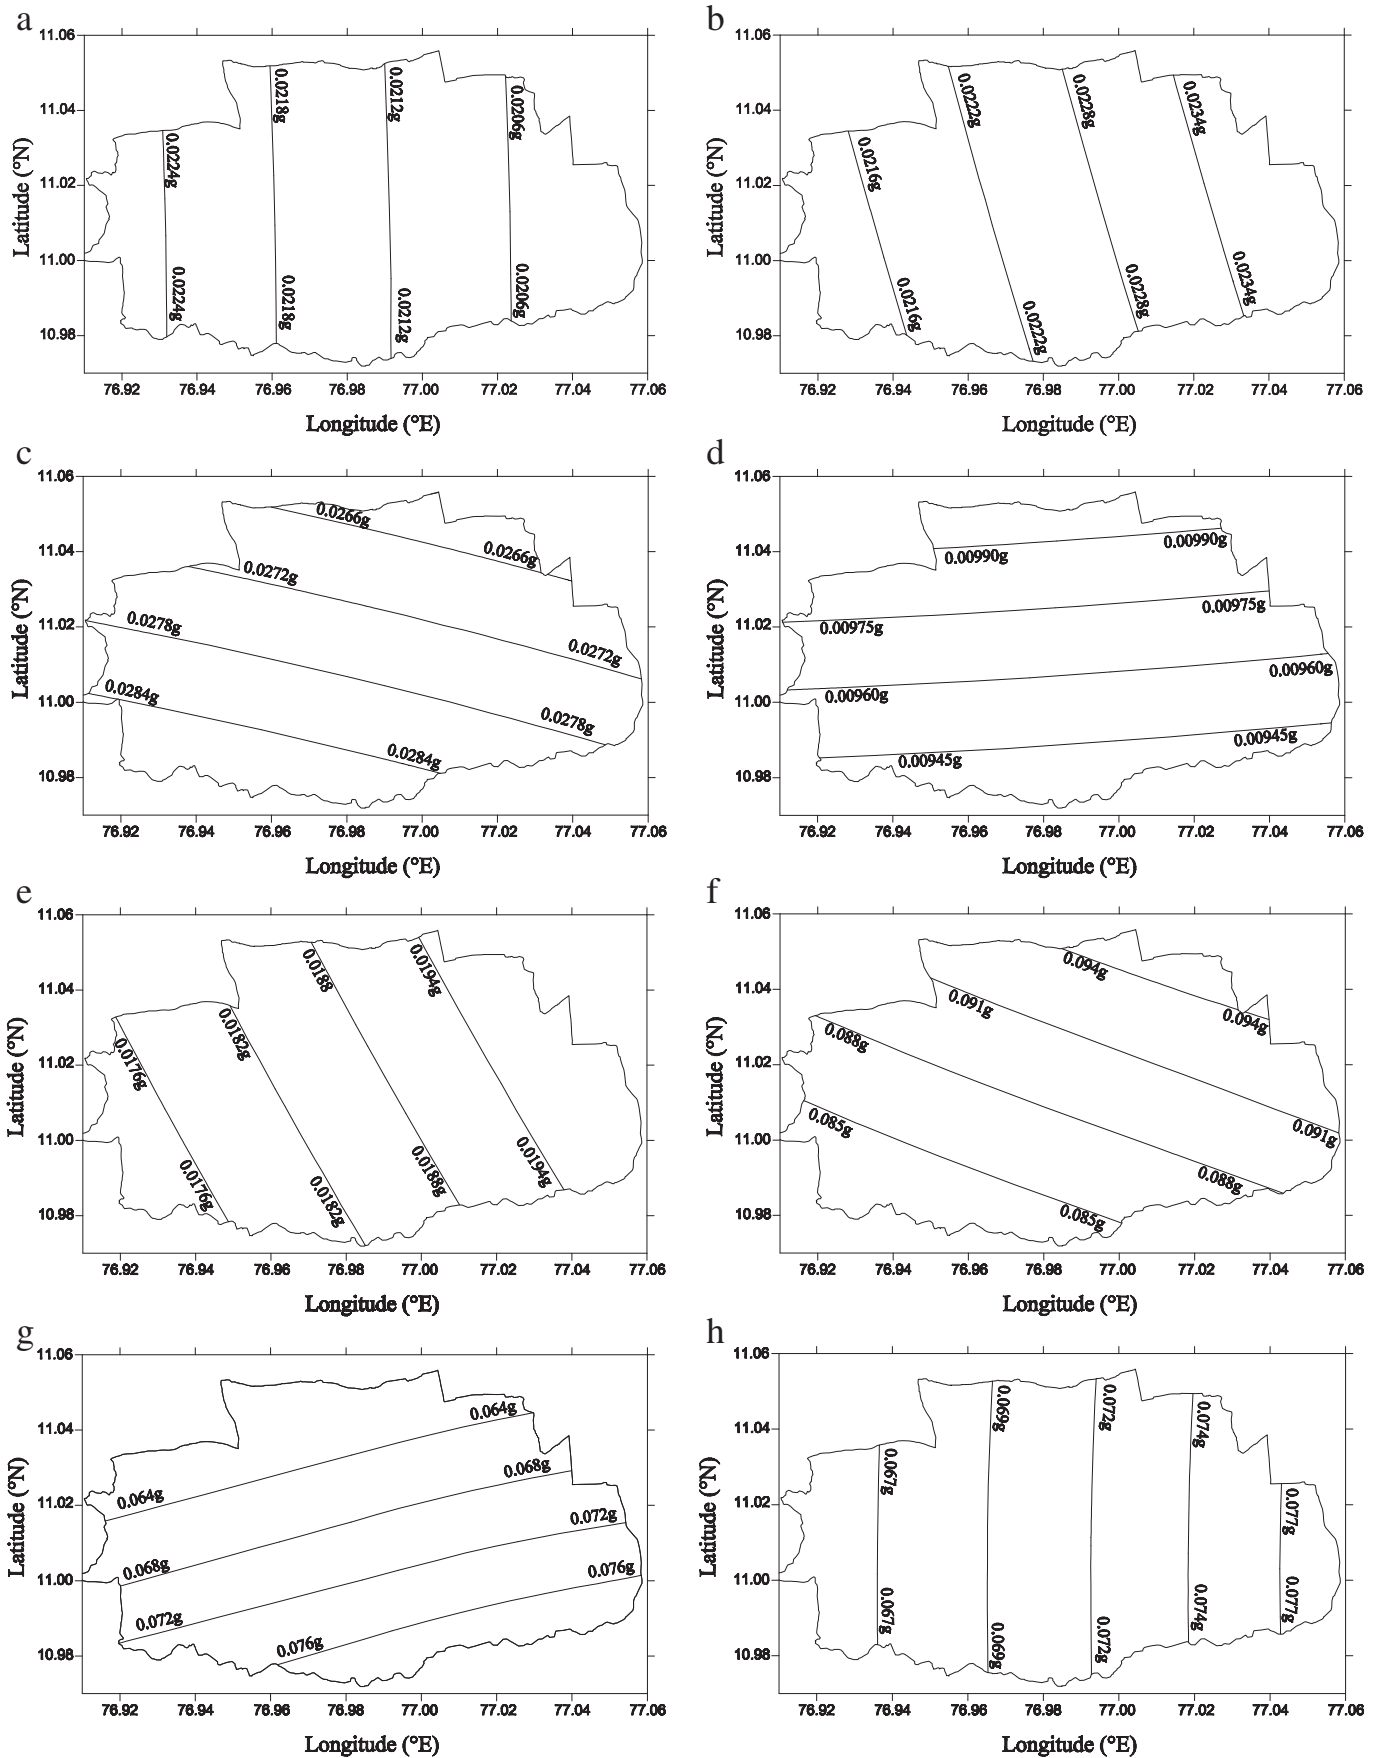 a
11.06
11.04
11.02
11.00
10.98
Latitude (°N)
0.0224g
0.0218g
0.0212g
0.0206g
0.0224g
0.0218g
0.0212g
0.0206g
76.92 76.94 76.96 76.98 77.00 77.02 77.04 77.06
Longitude (°E)
b
11.06
11.04
11.02
11.00
10.98
Latitude (°N)
0.0216g
0.0222g
0.0228g
0.0234g
0.0216g
0.0222g
0.0228g
0.0234g
76.92 76.94 76.96 76.98 77.00 77.02 77.04 77.06
Longitude (°E)
c
11.06
11.04
11.02
11.00
10.98
Latitude (°N)
0.0266g
0.0266g
0.0272g
0.0272g
0.0278g
0.0278g
0.0284g
0.0284g
76.92 76.94 76.96 76.98 77.00 77.02 77.04 77.06
Longitude (°E)
d
11.06
11.04
11.02
11.00
10.98
Latitude (°N)
0.00990g
0.00990g
0.00975g
0.00975g
0.00960g
0.00960g
0.00945g
0.00945g
76.92 76.94 76.96 76.98 77.00 77.02 77.04 77.06
Longitude (°E)
e
11.06
11.04
11.02
11.00
10.98
Latitude (°N)
0.0176g
0.0182g
0.0188
0.0194g
0.0176g
0.0182g
0.0188g
0.0194g
76.92 76.94 76.96 76.98 77.00 77.02 77.04 77.06
Longitude (°E)
f
11.06
11.04
11.02
11.00
10.98
Latitude (°N)
0.094g
0.094g
0.091g
0.091g
0.088g
0.088g
0.085g
0.085g
76.92 76.94 76.96 76.98 77.00 77.02 77.04 77.06
Longitude (°E)
g
11.06
11.04
11.02
11.00
10.98
Latitude (°N)
0.064g
0.064g
0.068g
0.068g
0.072g
0.072g
0.076g
0.076g
76.92 76.94 76.96 76.98 77.00 77.02 77.04 77.06
Longitude (°E)
h
11.06
11.04
11.02
11.00
10.98
Latitude (°N)
0.067g
0.069g
0.072g
0.074g
0.077g
0.067g
0.069g
0.072g
0.074g
0.077g
76.92 76.94 76.96 76.98 77.00 77.02 77.04 77.06
Longitude (°E)